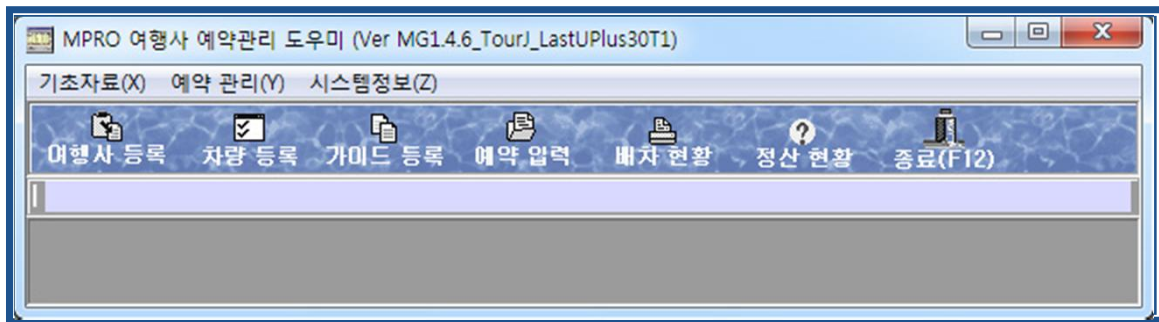 MPRO 여행사 예약관리 도우미 (Ver MG1.4.6_TourJ_LastUPlus30T1)
기초자료(X) 예약 관리(Y) 시스템정보(Z)
여행사 등록 차량 등록 가이드 등록 예약 입력 배차 현황 정산 현황 종료(F12)